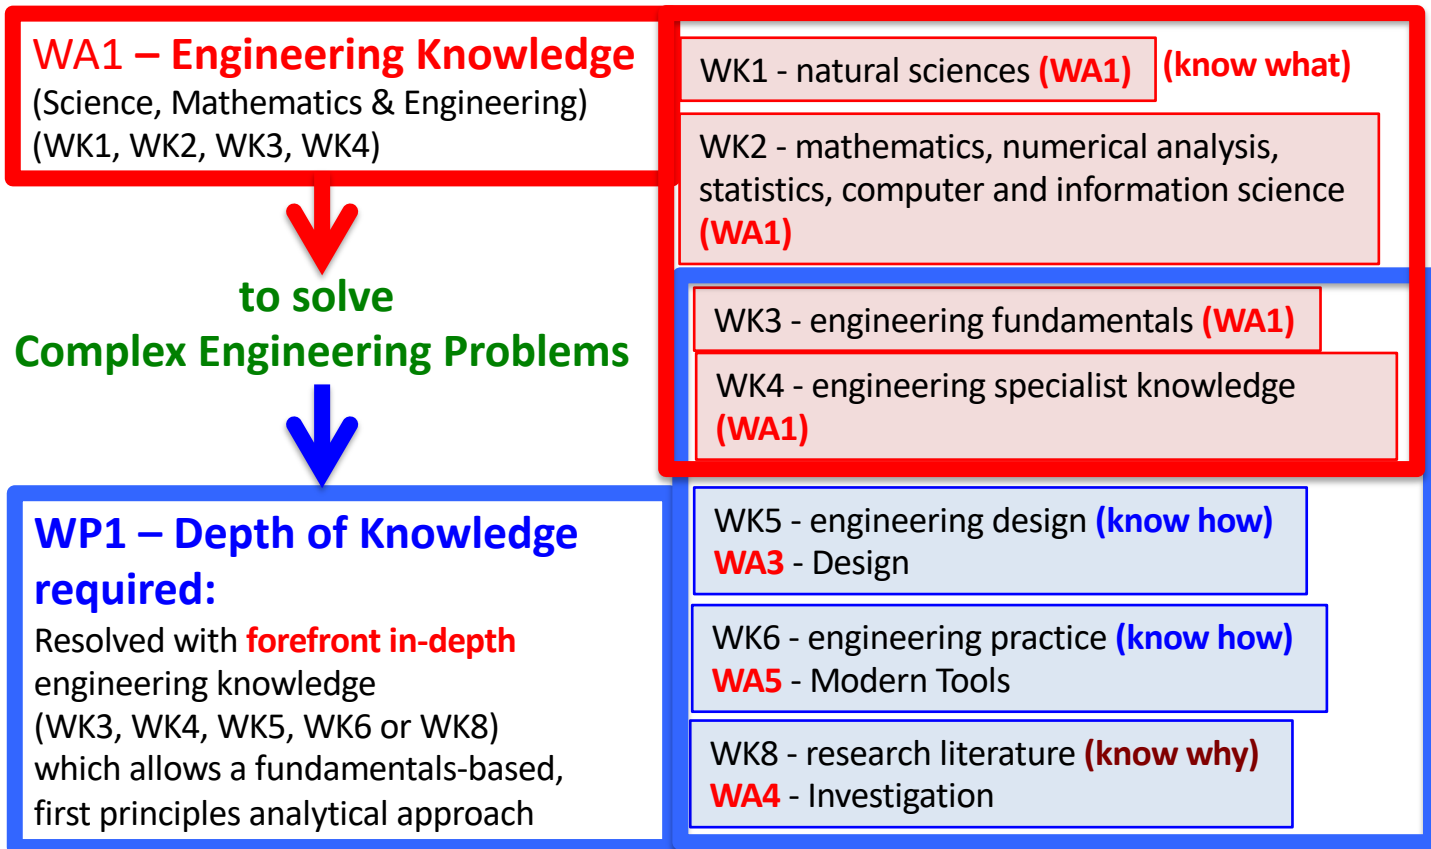 WA1 – Engineering Knowledge
(Science, Mathematics & Engineering)
(WK1, WK2, WK3, WK4)
to solve
Complex Engineering Problems
WP1 – Depth of Knowledge
required:
Resolved with forefront in-depth
engineering knowledge
(WK3, WK4, WK5, WK6 or WK8)
which allows a fundamentals-based,
first principles analytical approach
WK1 - natural sciences (WA1) (know what)
WK2 - mathematics, numerical analysis,
statistics, computer and information science
(WA1)
WK3 - engineering fundamentals (WA1)
WK4 - engineering specialist knowledge
(WA1)
WK5 - engineering design (know how)
WA3 - Design
WK6 - engineering practice (know how)
WA5 - Modern Tools
WK8 - research literature (know why)
WA4 - Investigation